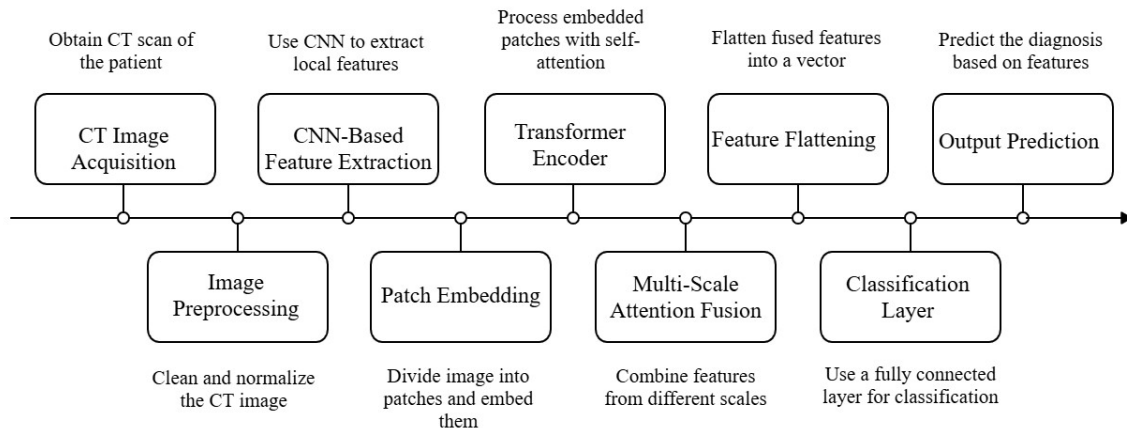 Obtain CT scan of
the patient
CT Image
Acquisition
Image
Preprocessing
Clean and normalize
the CT image
Use CNN to extract
local features
CNN-Based
Feature Extraction
Patch Embedding
Divide image into
patches and embed
them
Process embedded
patches with self-
attention
Transformer
Encoder
Multi-Scale
Attention Fusion
Combine features
from different scales
Flatten fused features
into a vector
Feature Flattening
Classification
Layer
Use a fully connected
layer for classification
Predict the diagnosis
based on features
Output Prediction